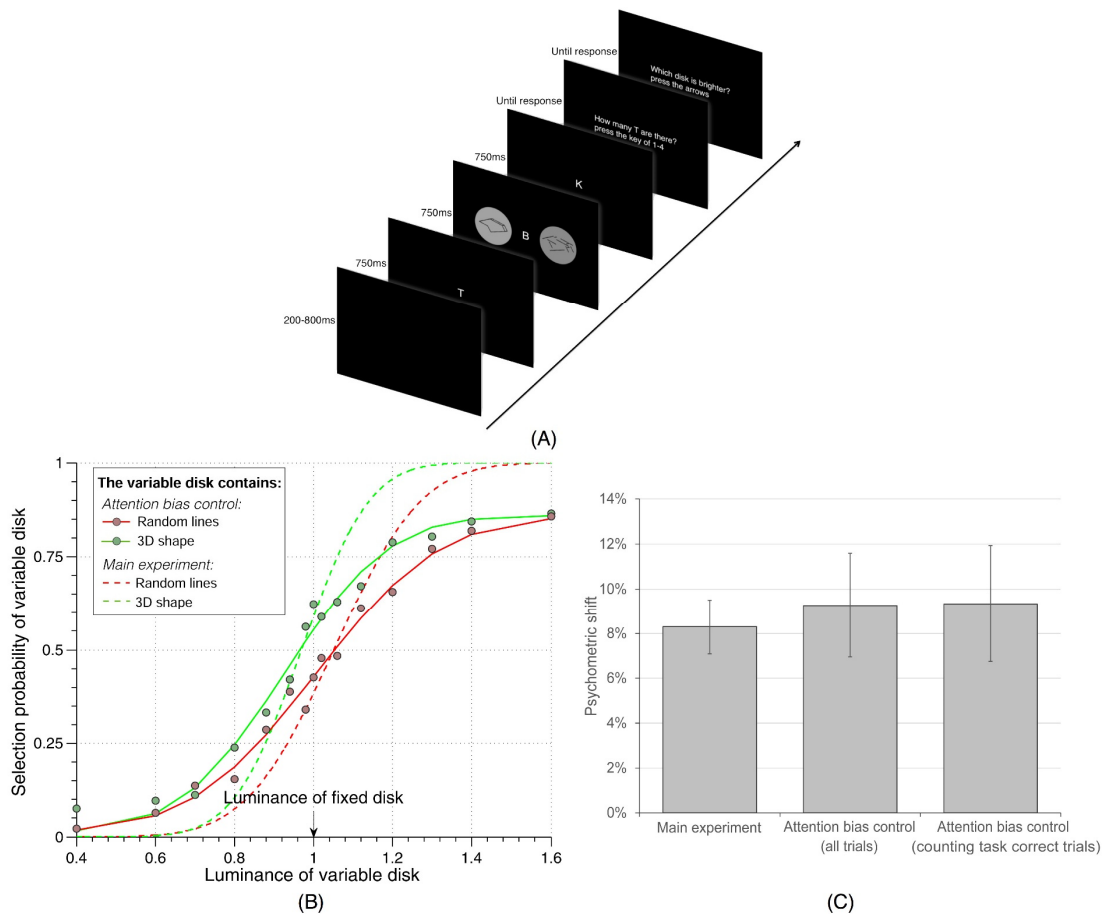 Until response
Which disk is brighter?
press the arrows
Until response
How many T are there?
press the key of 1-4
750ms
K
750ms
B
750ms
T
200-800ms
(A)
Selection probability of variable disk
1
0.75
0.5
0.25
0
The variable disk contains:
Attention bias control:
Random lines
3D shape
Main experiment:
Random lines
3D shape
Luminance of fixed disk
0.4
0.6
0.8
1
1.2
1.4
1.6
Luminance of variable disk
(B)
Psychometric shift
14%
12%
10%
8%
6%
4%
2%
0%
Main experiment
Attention bias control
(all trials)
Attention bias control
(counting task correct trials)
(C)